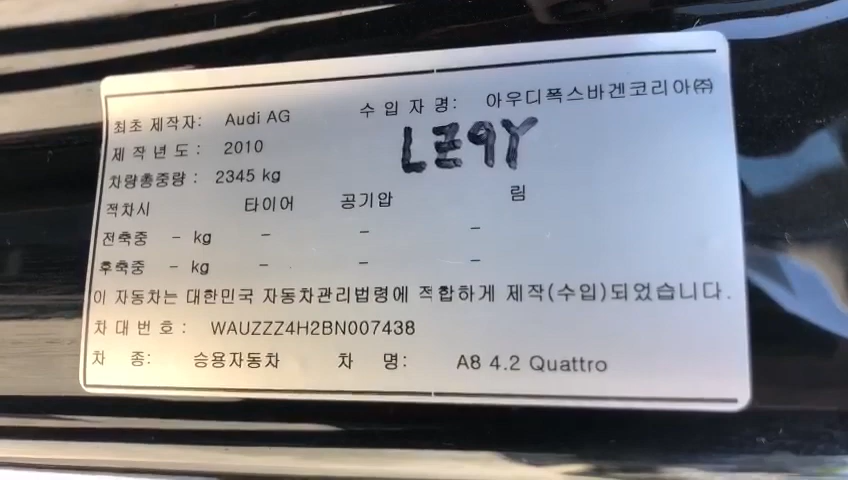 최초 제작자: Audi AG 수 입 자 명: 아우디폭스바겐코리아㈜
제 작 년 도 : 2010 LZ9Y
차량총중량 : 2345 kg
적차시 타이어 공기압 림
전축중 - kg - - -
후축중 - kg - - -
이 자동차는 대한민국 자동차관리법령에 적합하게 제작(수입)되었습니다.
차 대 번 호 : WAUZZZ4H2BN007438
차 종: 승용자동차 차 명: A8 4.2 Quattro